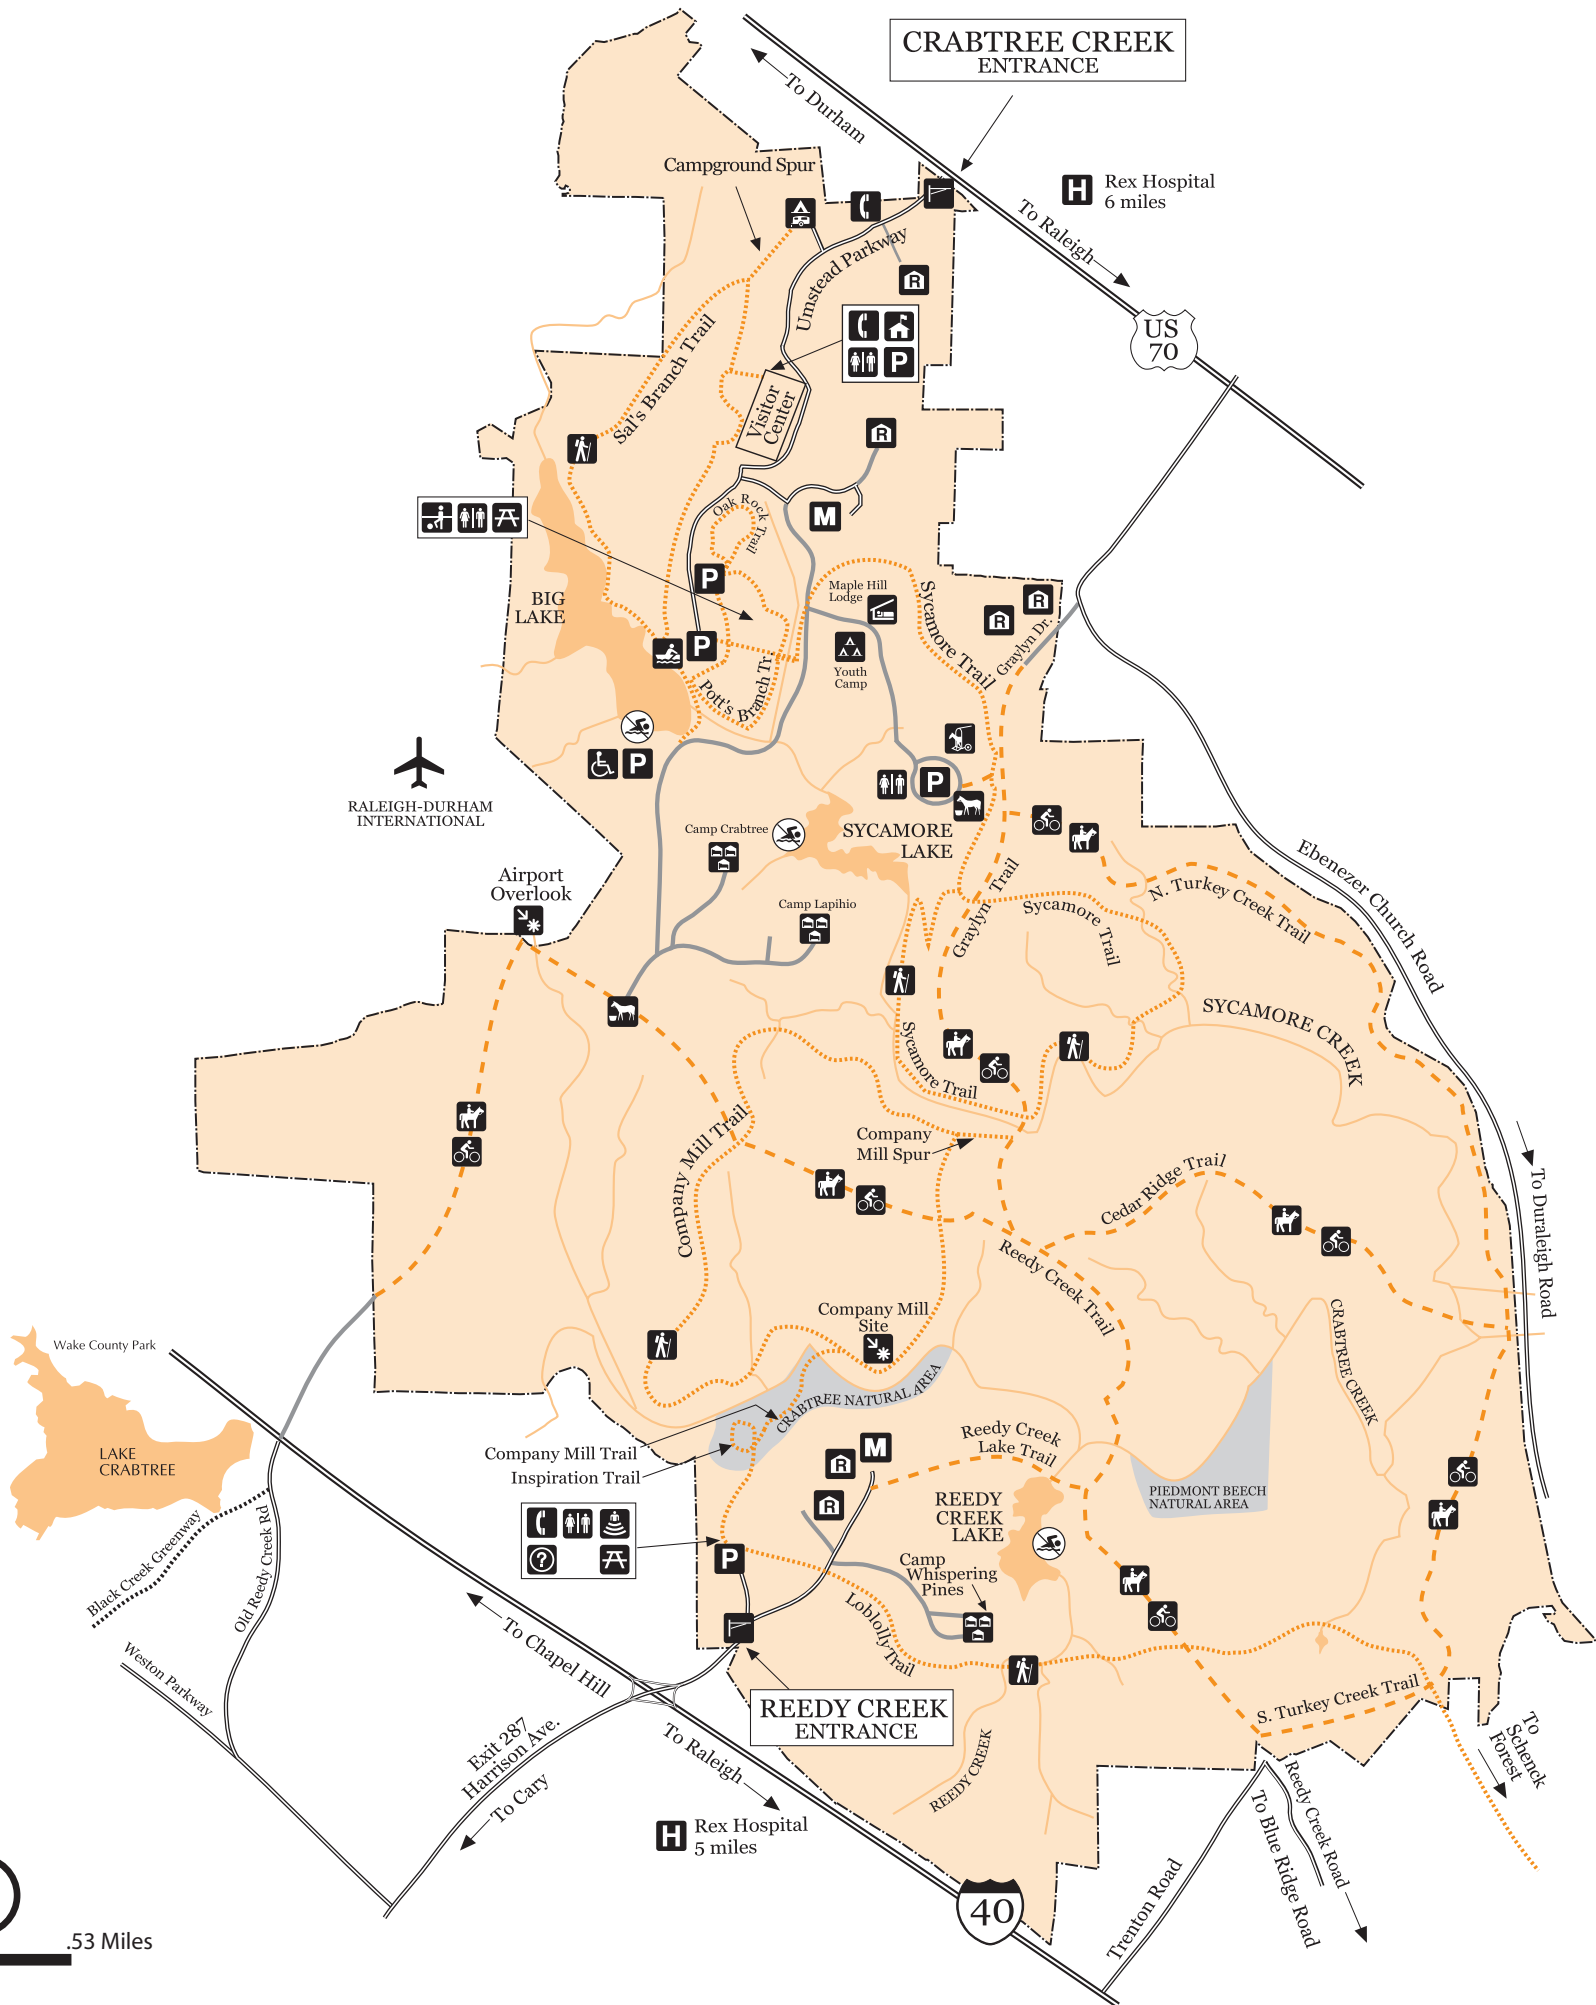 CRABTREE CREEK
ENTRANCE
To Durham
Campground Spur
H
Rex Hospital
6 miles
To Raleigh
Umstead Parkway
R
US
70
P
Sal's Branch Trail
Visitor
Center
R
Oak Rock
Trail
M
P
BIG
LAKE
Maple Hill
Lodge
Sycamore Trail
R
R
Graylyn Dr.
P
Youth
Camp
Pott's Branch Tr.
P
RALEIGH-DURHAM
INTERNATIONAL
P
Camp Crabtree
SYCAMORE
LAKE
Ebenezer Church Road
Airport
Overlook
Camp Lapihio
Graylyn Trail
Sycamore Trail
N. Turkey Creek Trail
SYCAMORE CREEK
Sycamore Trail
Company Mill Trail
Company
Mill Spur
Cedar Ridge Trail
To Duraleigh Road
Reedy Creek Trail
Company Mill
Site
CRABTREE CREEK
Wake County Park
CRABTREE NATURAL AREA
LAKE
CRABTREE
Company Mill Trail
Inspiration Trail
Reedy Creek
Lake Trail
M
R
R
REEDY
CREEK
LAKE
PIEDMONT BEECH
NATURAL AREA
Black Creek Greenway
Old Reedy Creek Rd
?
P
Camp
Whispering
Pines
Loblolly Trail
To Chapel Hill
Weston Parkway
REEDY CREEK
ENTRANCE
S. Turkey Creek Trail
Exit 287
Harrison Ave.
To Cary
To Raleigh
REEDY CREEK
To
Schenck
Forest
Reedy Creek Road
To Blue Ridge Road
H
Rex Hospital
5 miles
Trenton Road
40
.53 Miles